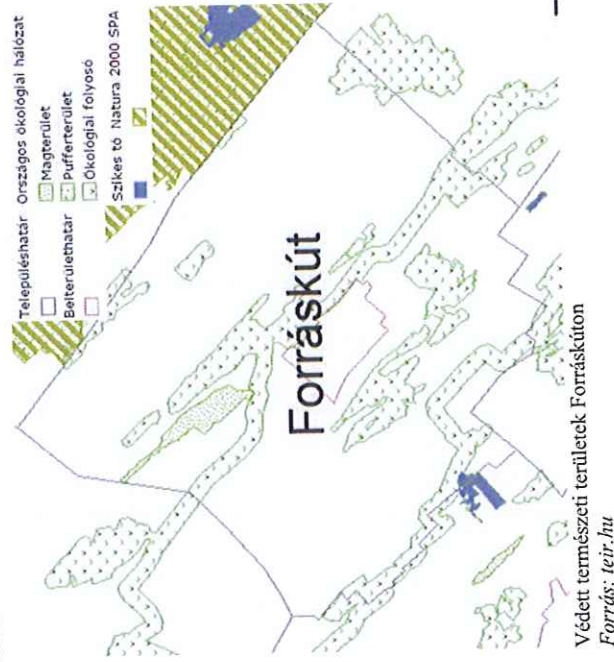 Településhatár
Országos ökológiai hálózat
Magterület
Belterülethatár
Pufferterület
Ökológiai folyosó
Szikes tó
Natura 2000 SPA
Forráskút
Védett természeti területek Forráskúton
Forrás: teir.hu